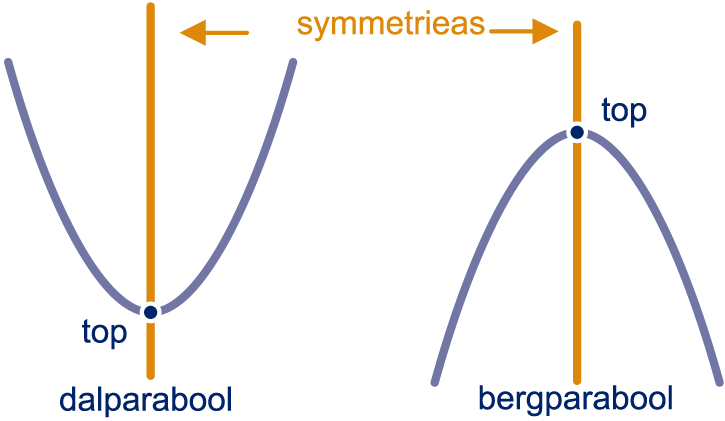 symmetrieas
top
top
dalparabool
bergparabool